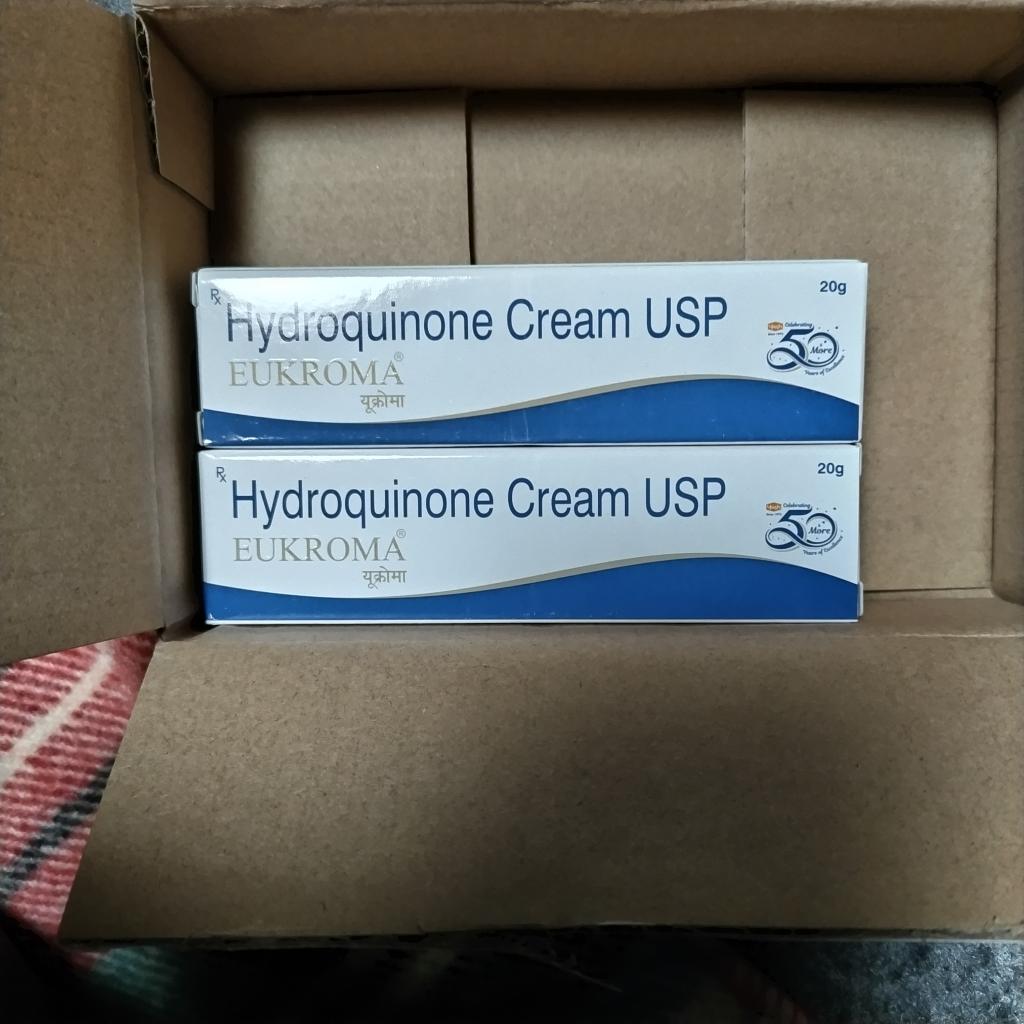 Rx
Hydroquinone Cream USP
20g
EUKROMA®
यूक्रोमा
Celebrating
50
More
Years of Excellence
Rx
Hydroquinone Cream USP
20g
EUKROMA®
यूक्रोमा
Celebrating
50
More
Years of Excellence